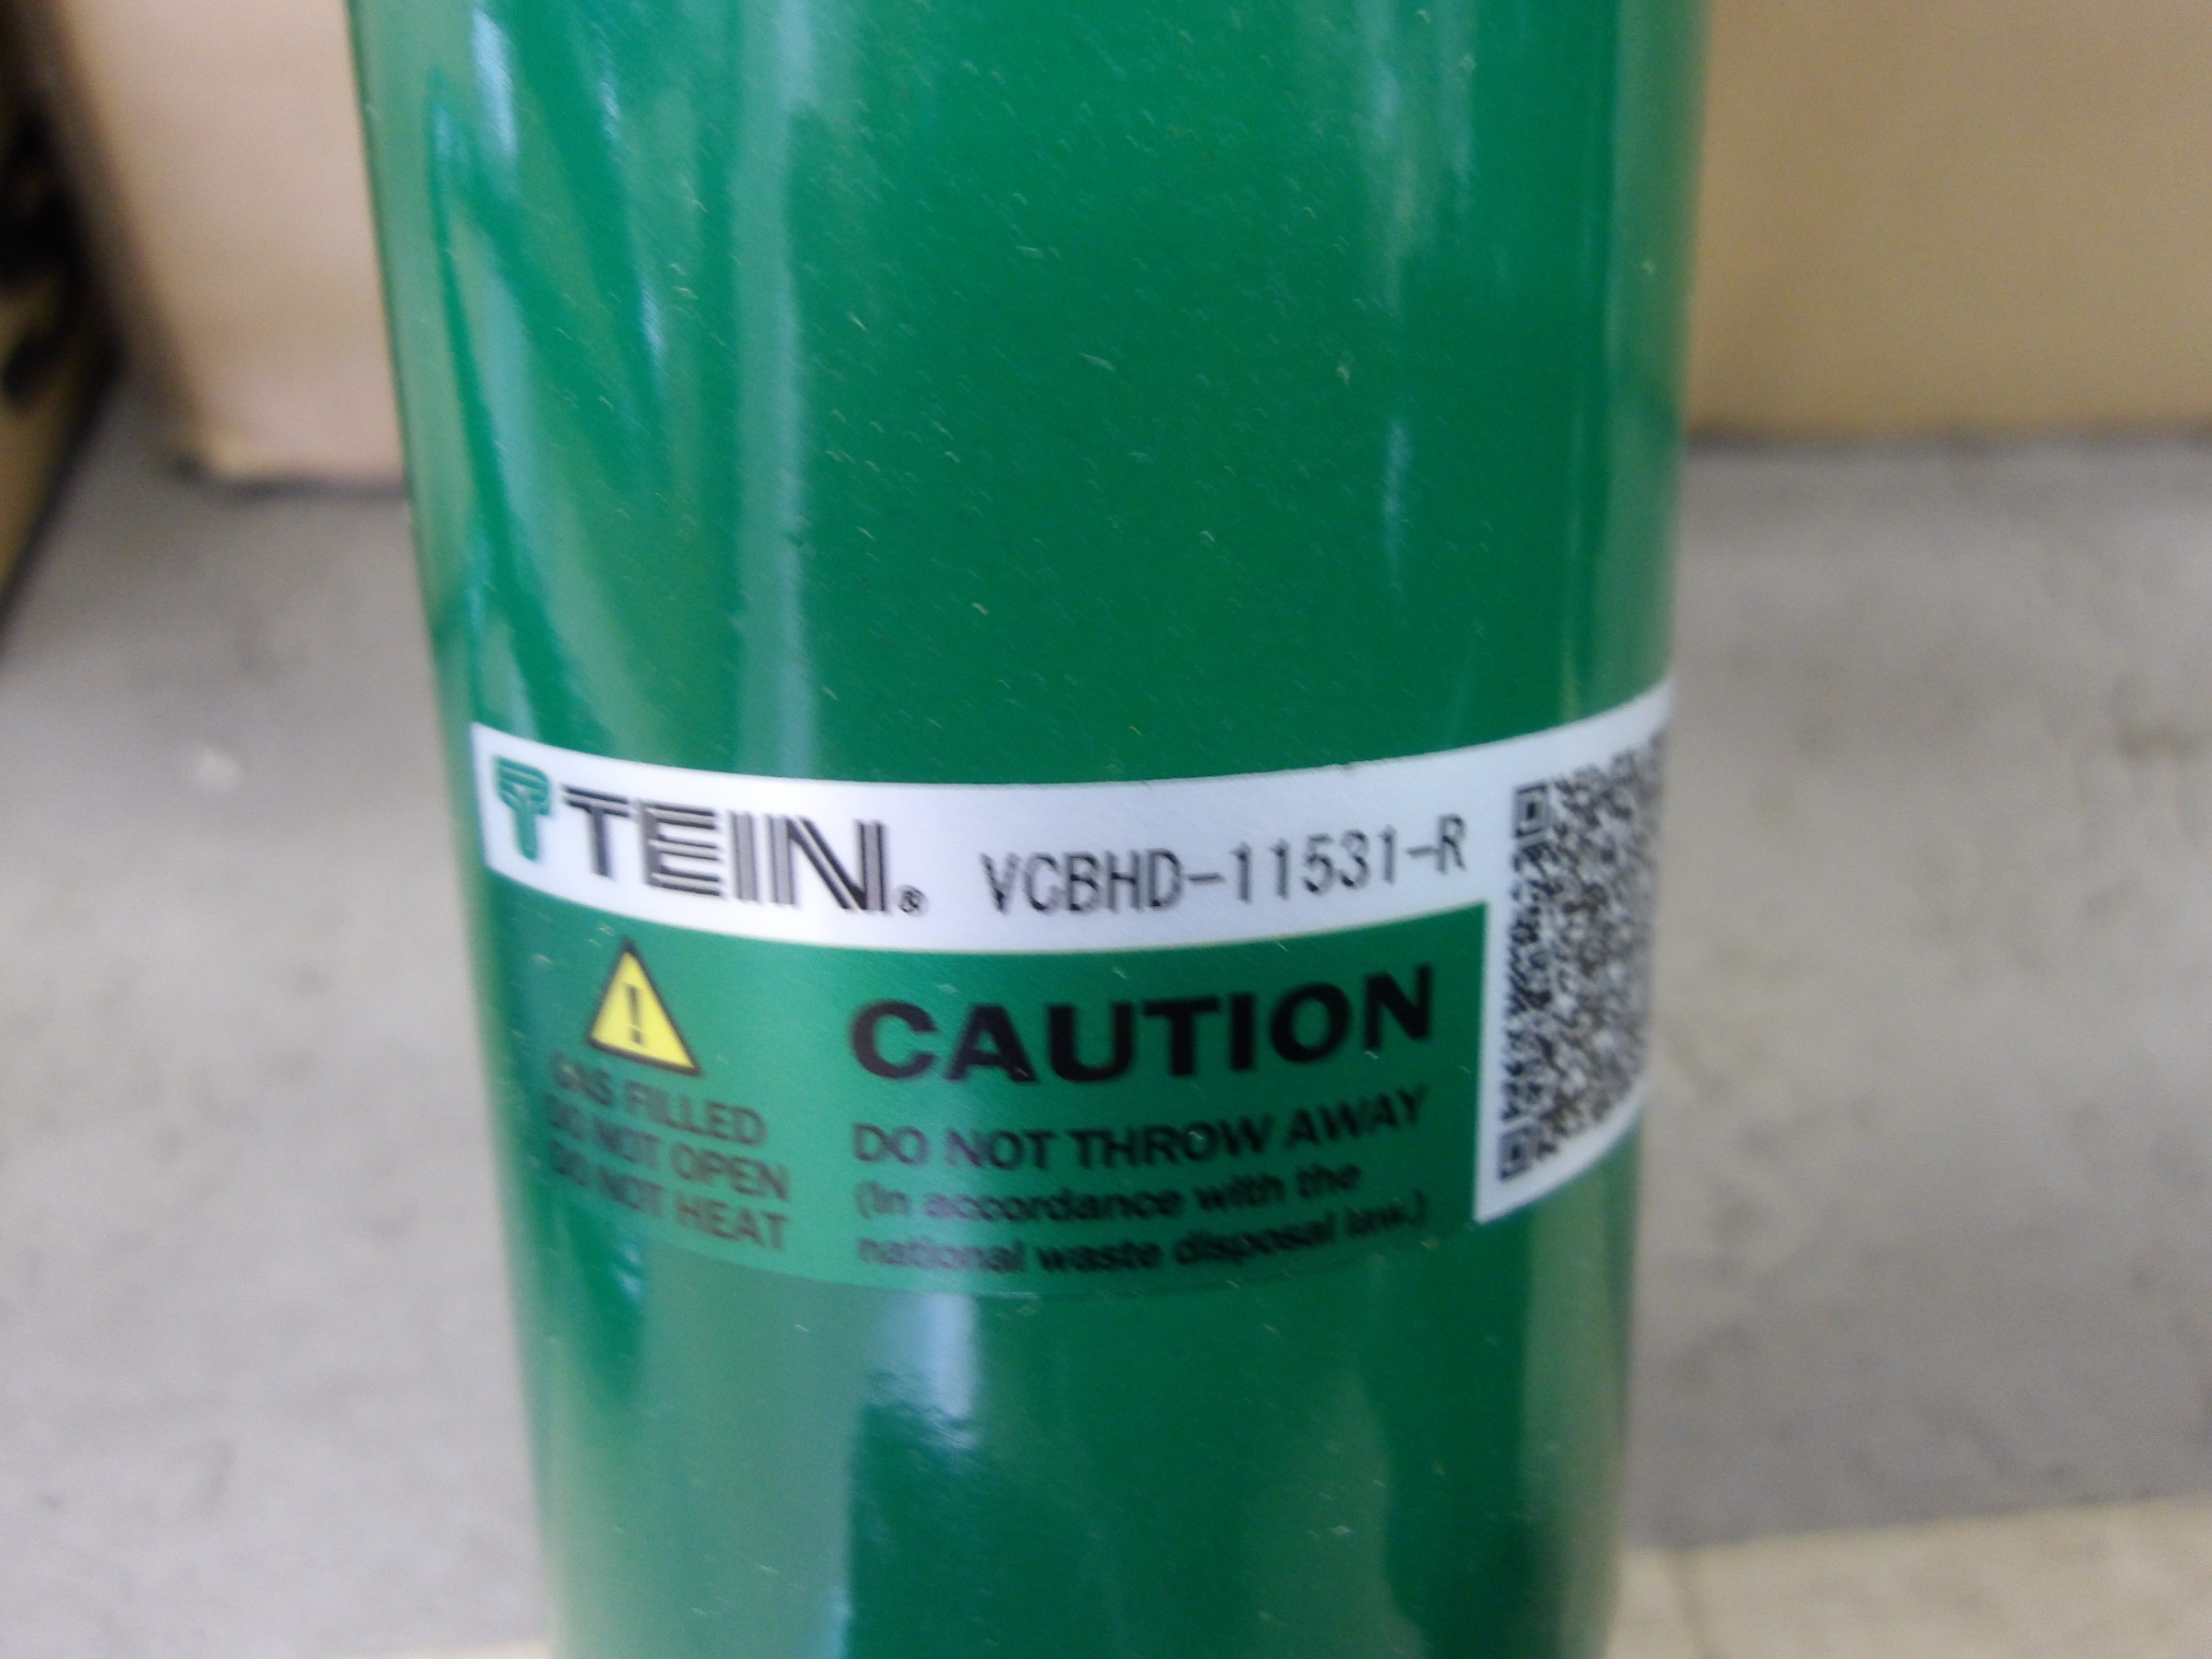 TEIN® VCBHD-11531-R
CAUTION
GAS FILLED
DO NOT OPEN
DO NOT HEAT
DO NOT THROW AWAY
(In accordance with the
national waste disposal law.)